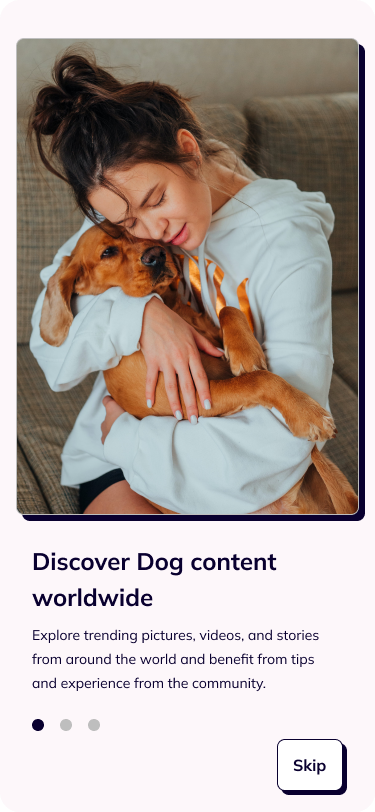 Discover Dog content
worldwide
Explore trending pictures, videos, and stories
from around the world and benefit from tips
and experience from the community.
Skip